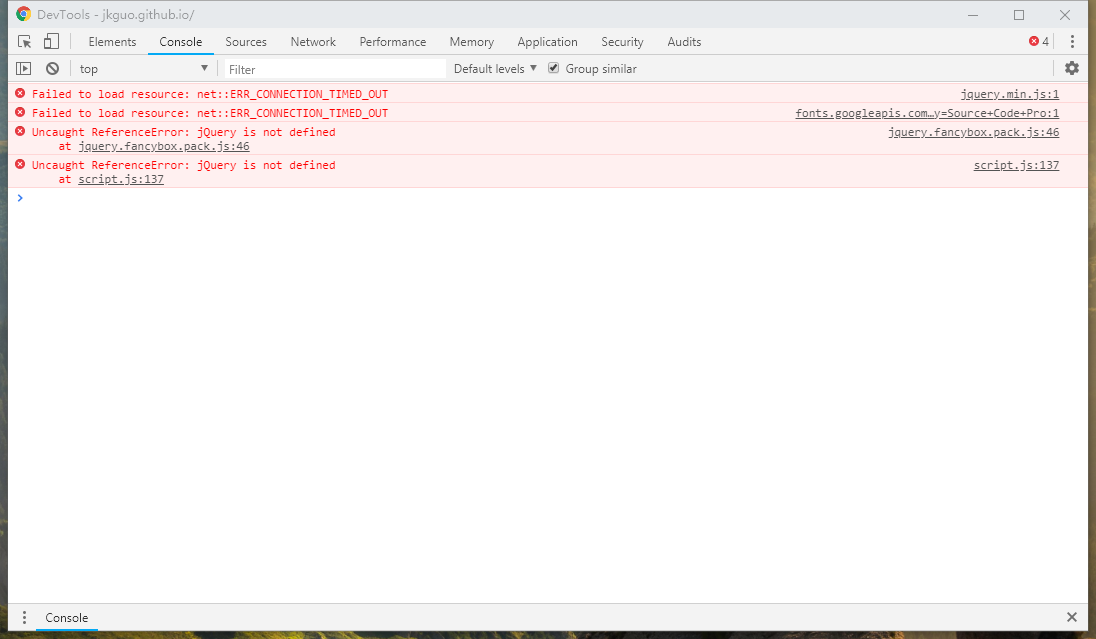 DevTools - jkguo.github.io/
Elements Console Sources Network Performance Memory Application Security Audits 4
top Filter Default levels Group similar
Failed to load resource: net::ERR_CONNECTION_TIMED_OUT jquery.min.js:1
Failed to load resource: net::ERR_CONNECTION_TIMED_OUT fonts.googleapis.com…y=Source+Code+Pro:1
Uncaught ReferenceError: jQuery is not defined jquery.fancybox.pack.js:46
at jquery.fancybox.pack.js:46
Uncaught ReferenceError: jQuery is not defined script.js:137
at script.js:137
Console